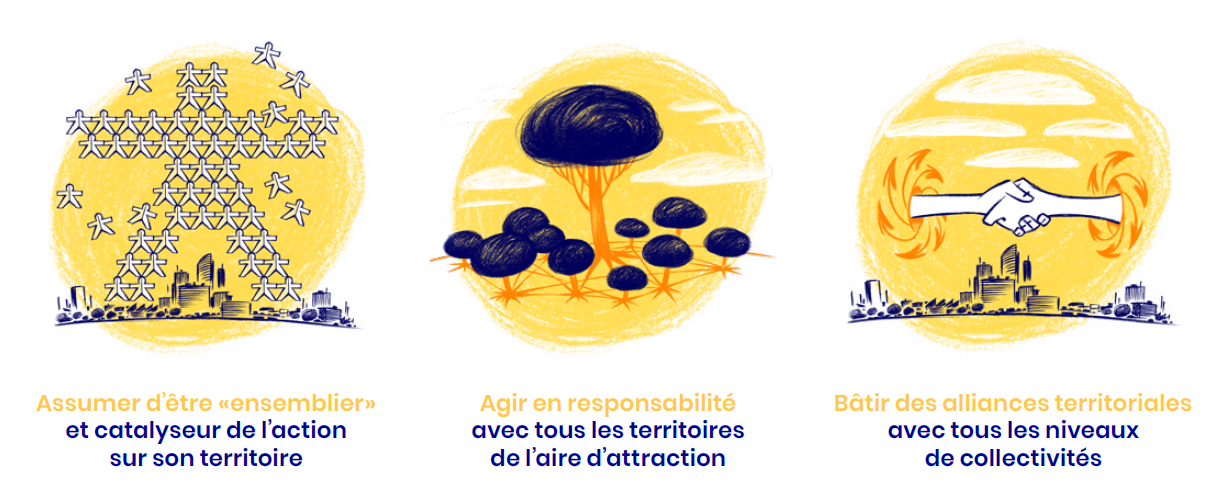 Assumer d'être «ensemblier»
et catalyseur de l'action
sur son territoire
Agir en responsabilité
avec tous les territoires
de l'aire d'attraction
Bâtir des alliances territoriales
avec tous les niveaux
de collectivités